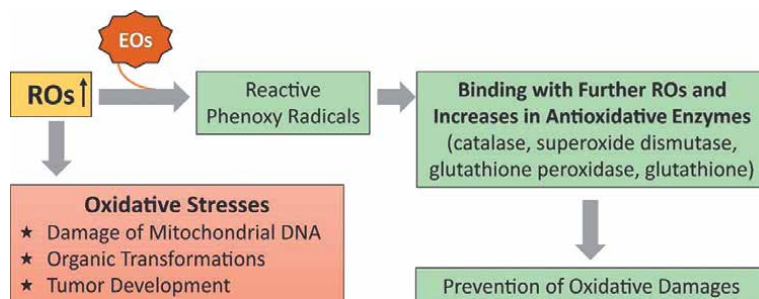 EOs
ROs
Reactive
Phenoxy Radicals
Binding with Further ROs and
Increases in Antioxidative Enzymes
(catalase, superoxide dismutase,
glutathione peroxidase, glutathione)
Oxidative Stresses
★ Damage of Mitochondrial DNA
★ Organic Transformations
★ Tumor Development
Prevention of Oxidative Damages